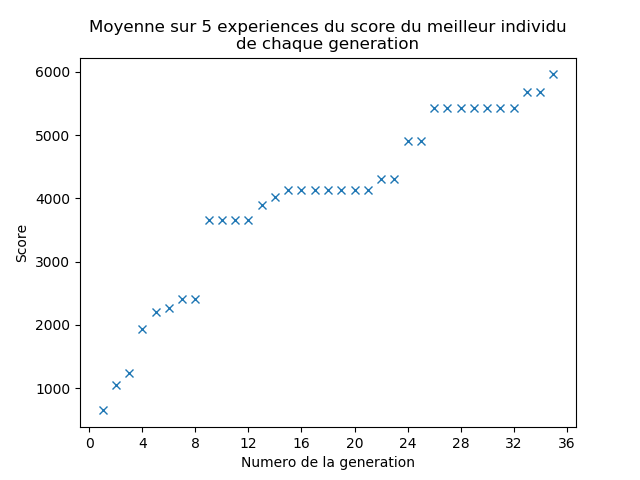 Moyenne sur 5 experiences du score du meilleur individu
de chaque generation
6000
5000
4000
3000
2000
1000
Score
0 4 8 12 16 20 24 28 32 36
Numero de la generation